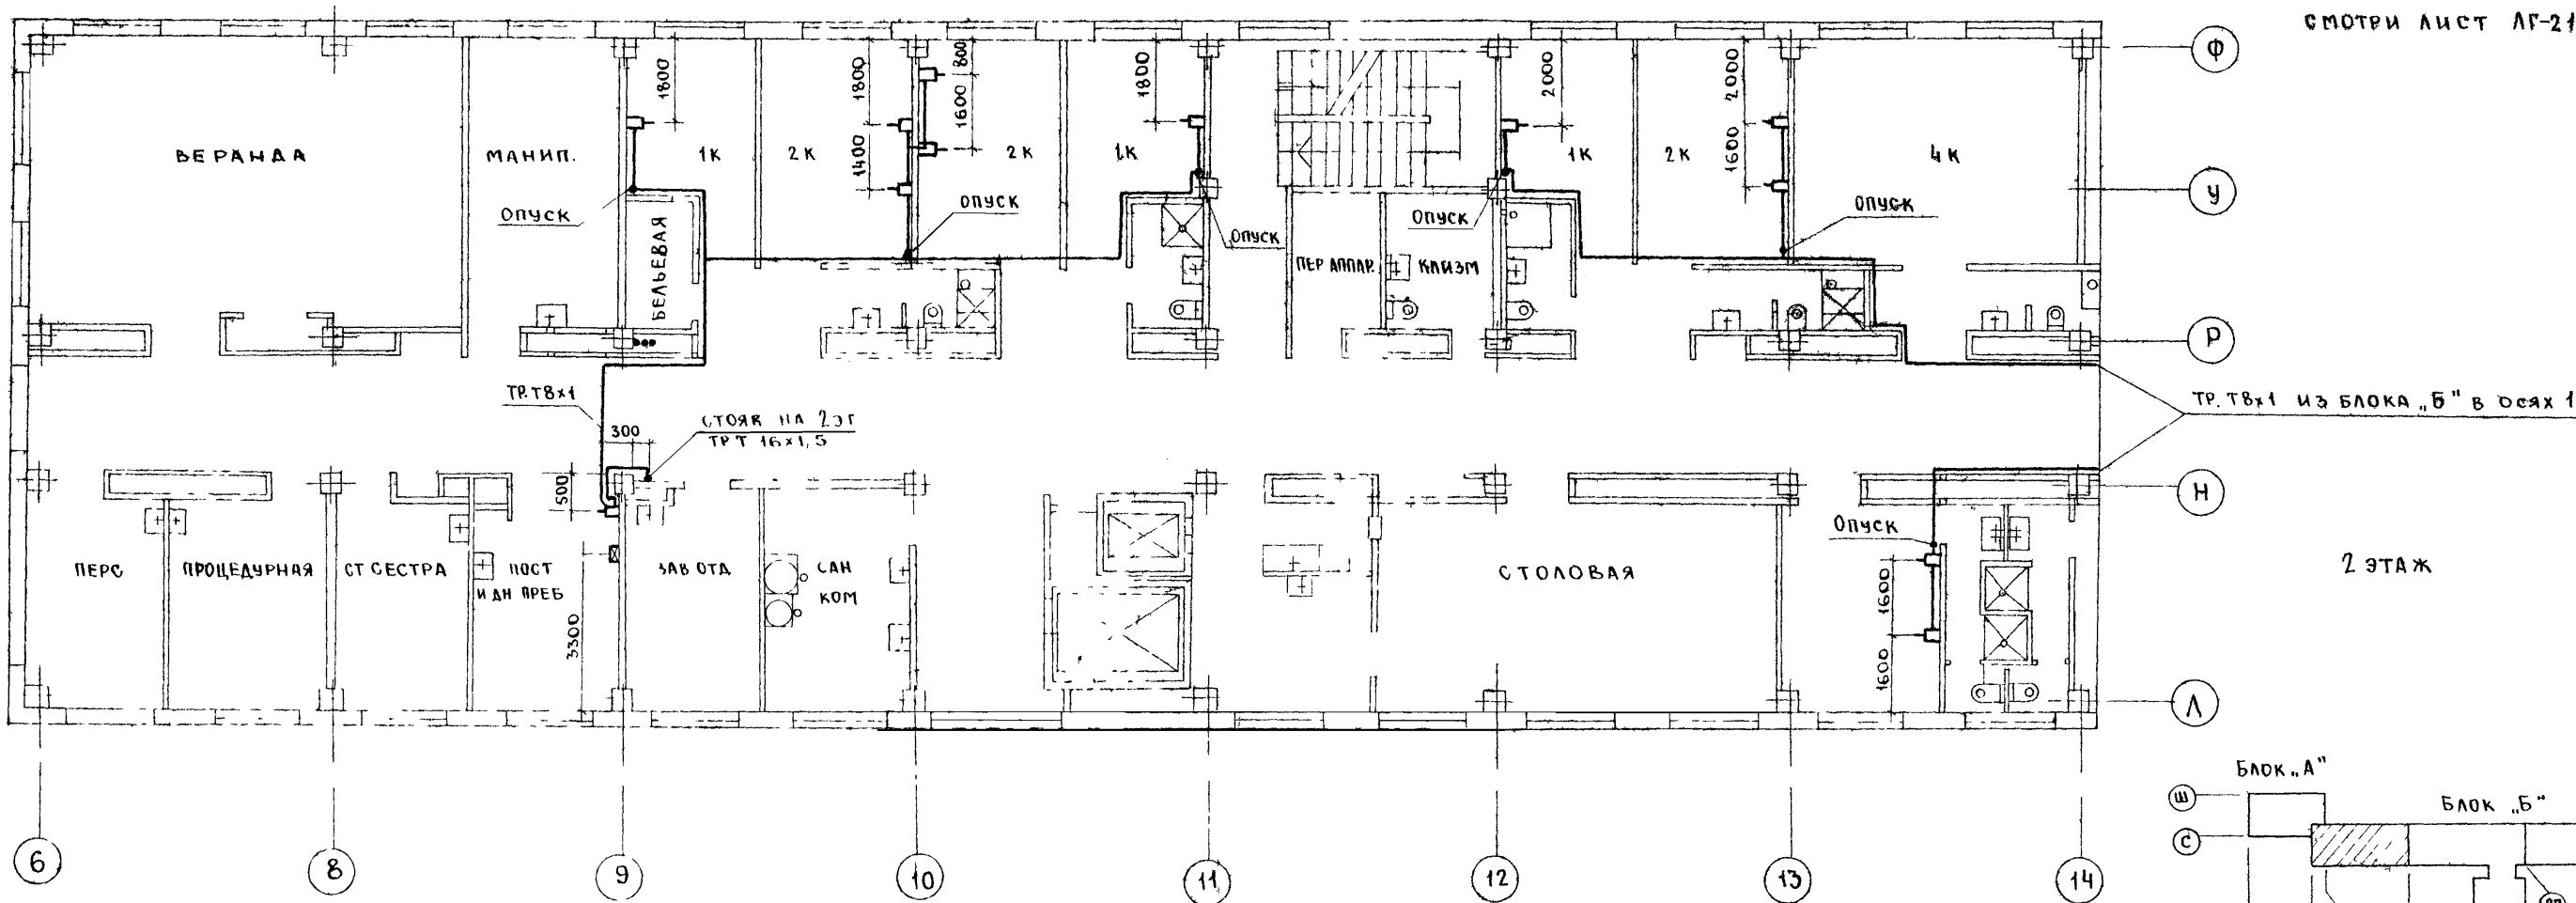 СМОТРИ ЛИСТ ЛГ-21
Ф
1800
1800
800
1600
1400
1800
2000
2000
1600
ВЕРАНДА
МАНИП.
1К
2К
2К
1К
1К
2К
4К
У
ОПУСК
ОПУСК
ОПУСК
ОПУСК
ОПУСК
БЕЛЬЕВАЯ
ПЕР АППАР.
КЛИЗМ
Р
ТР.Т8х1
СТОЯК НА 2ЭТ
ТР Т 16х1,5
300
500
ТР. Т8х1 ИЗ БЛОКА „Б" В ОСЯХ 1
Н
ОПУСК
ПЕРС
ПРОЦЕДУРНАЯ
СТ СЕСТРА
ПОСТ
И ДН ПРЕБ
3300
ЗАВ ОТД
САН
КОМ
СТОЛОВАЯ
1600
1600
2 ЭТАЖ
Л
БЛОК „А"
Ш
БЛОК „Б"
С
6
8
9
10
11
12
13
14